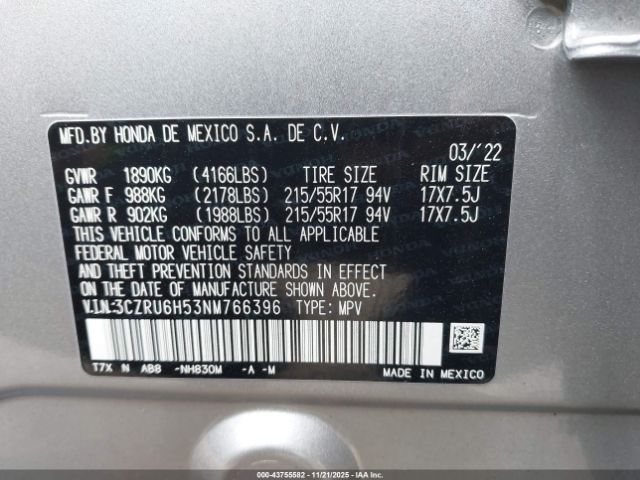 MFD.BY HONDA DE MEXICO S.A. DE C.V.
03/'22
GVWR 1890KG (4166LBS) TIRE SIZE RIM SIZE
GAWR F 988KG (2178LBS) 215/55R17 94V 17X7.5J
GAWR R 902KG (1988LBS) 215/55R17 94V 17X7.5J
THIS VEHICLE CONFORMS TO ALL APPLICABLE
FEDERAL MOTOR VEHICLE SAFETY
AND THEFT PREVENTION STANDARDS IN EFFECT
ON THE DATE OF MANUFACTURE SHOWN ABOVE.
V.I.N:3CZRU6H53NM766396 TYPE: MPV
T7X N AB8 -NH830M -A -M
MADE IN MEXICO
000-43755582 - 11/21/2025 - IAAI.com